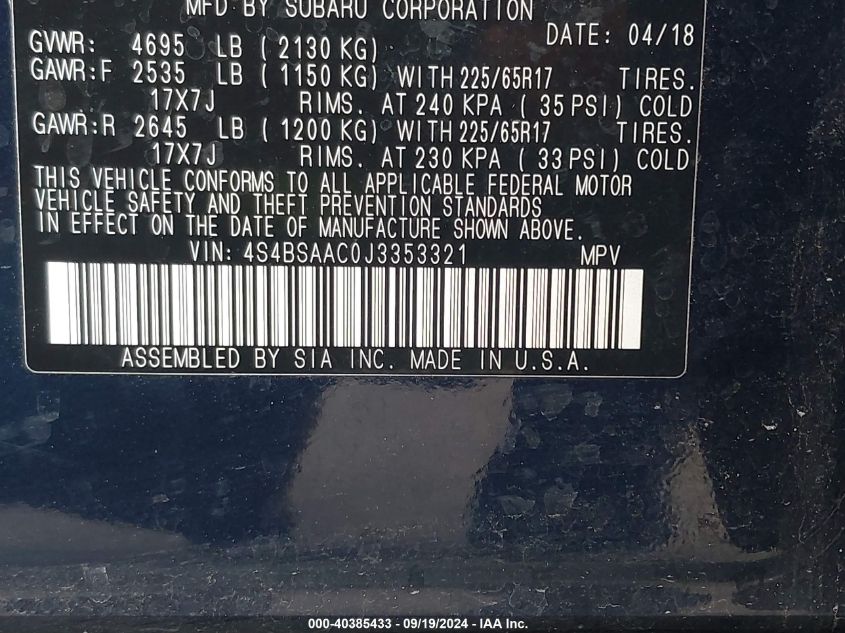 MFD BY SUBARU CORPORATION
GVWR: 4695 LB ( 2130 KG) DATE: 04/18
GAWR:F 2535 LB ( 1150 KG) WITH 225/65R17 TIRES.
17X7J RIMS. AT 240 KPA ( 35 PSI) COLD
GAWR:R 2645 LB ( 1200 KG) WITH 225/65R17 TIRES.
17X7J RIMS. AT 230 KPA ( 33 PSI) COLD
THIS VEHICLE CONFORMS TO ALL APPLICABLE FEDERAL MOTOR
VEHICLE SAFETY AND THEFT PREVENTION STANDARDS
IN EFFECT ON THE DATE OF MANUFACTURE SHOWN ABOVE.
VIN: 4S4BSAAC0J3353321 MPV
ASSEMBLED BY SIA INC. MADE IN U.S.A.
000-40385433 - 09/19/2024 - IAA Inc.